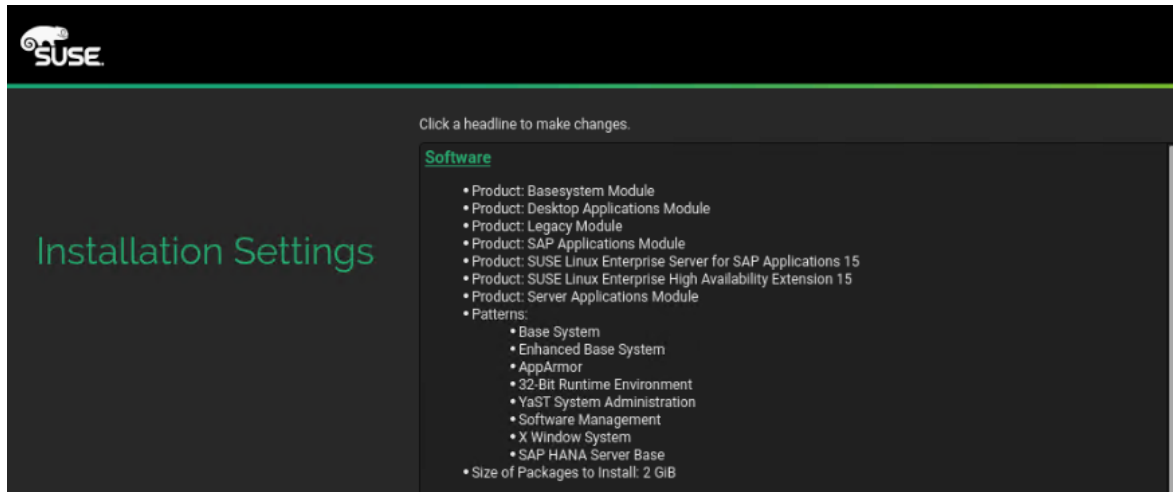 SUSE.
Click a headline to make changes.
Software
• Product: Basesystem Module
• Product: Desktop Applications Module
• Product: Legacy Module
• Product: SAP Applications Module
• Product: SUSE Linux Enterprise Server for SAP Applications 15
• Product: SUSE Linux Enterprise High Availability Extension 15
• Product: Server Applications Module
• Patterns:
• Base System
• Enhanced Base System
• AppArmor
• 32-Bit Runtime Environment
• YaST System Administration
• Software Management
• X Window System
• SAP HANA Server Base
• Size of Packages to Install: 2 GiB
Installation Settings